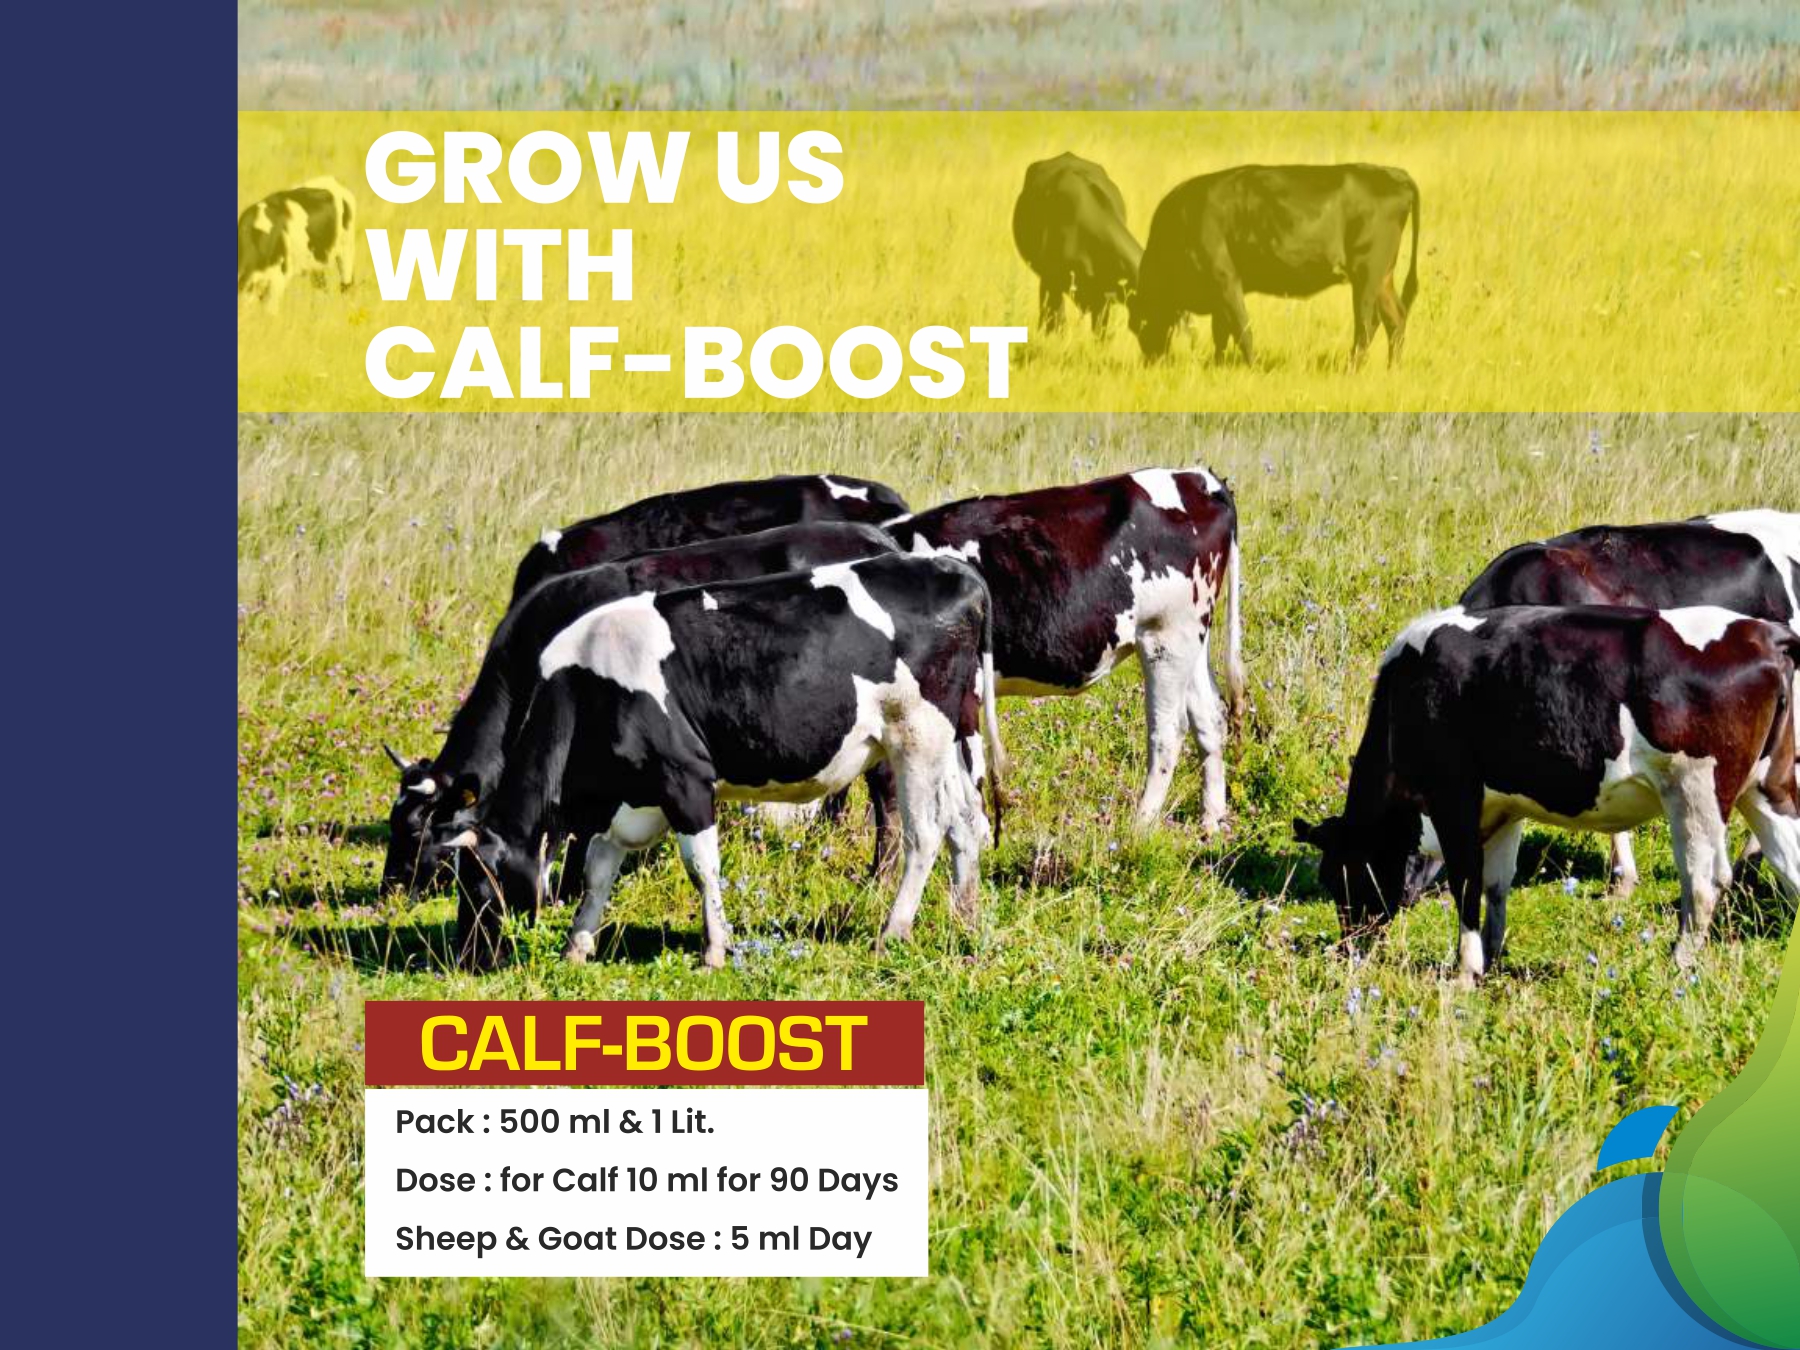 GROW US
WITH
CALF-BOOST
CALF-BOOST
Pack : 500 ml & 1 Lit.
Dose : for Calf 10 ml for 90 Days
Sheep & Goat Dose : 5 ml Day